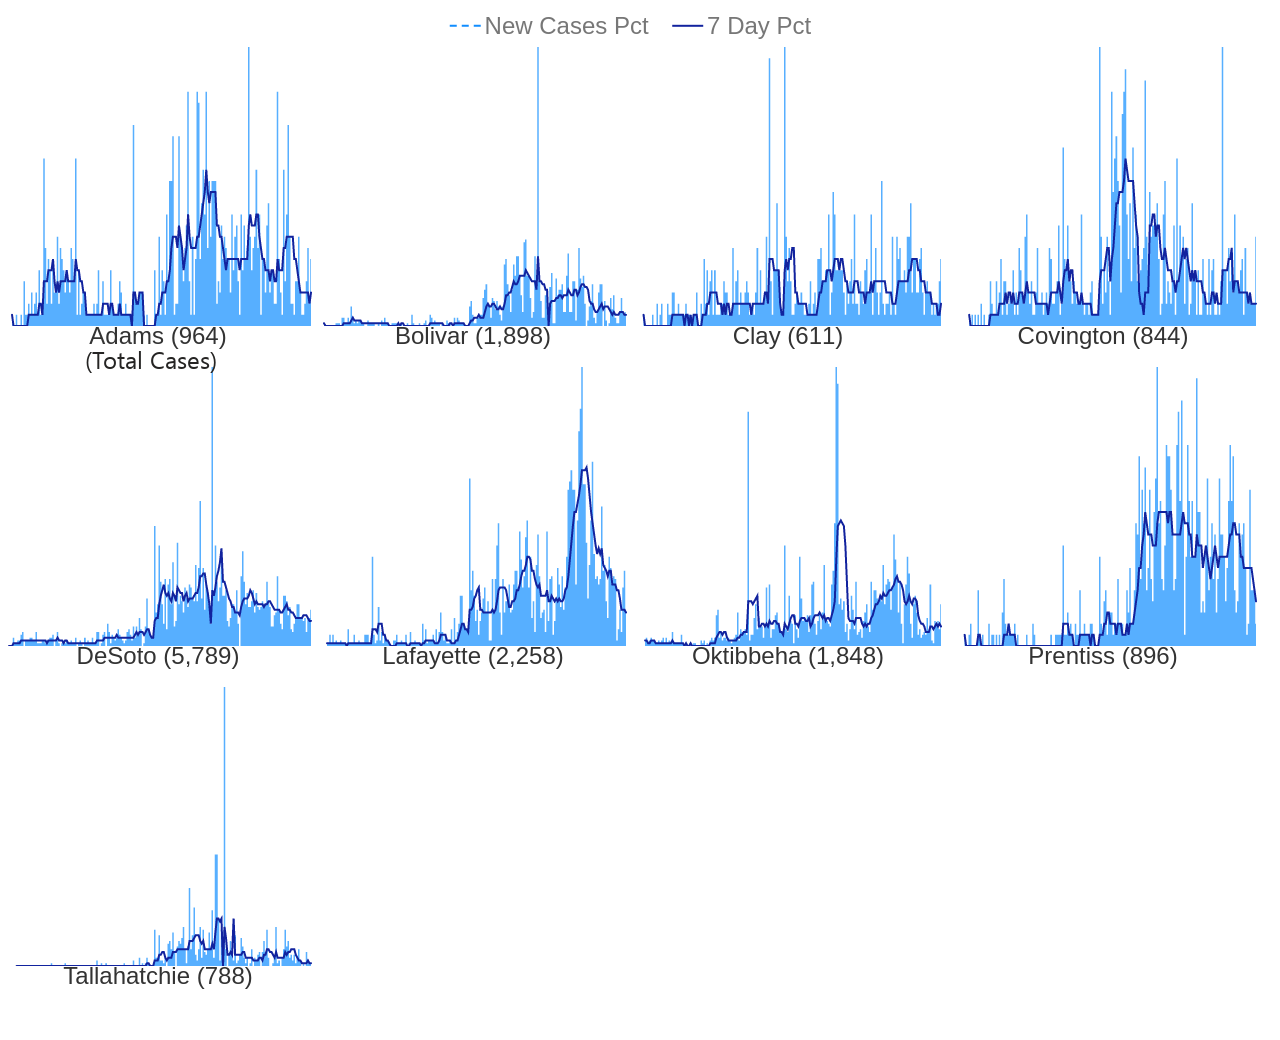 New Cases Pct 7 Day Pct
Adams (964) Bolivar (1,898) Clay (611) Covington (844)
(Total Cases)
DeSoto (5,789) Lafayette (2,258) Oktibbeha (1,848) Prentiss (896)
Tallahatchie (788)